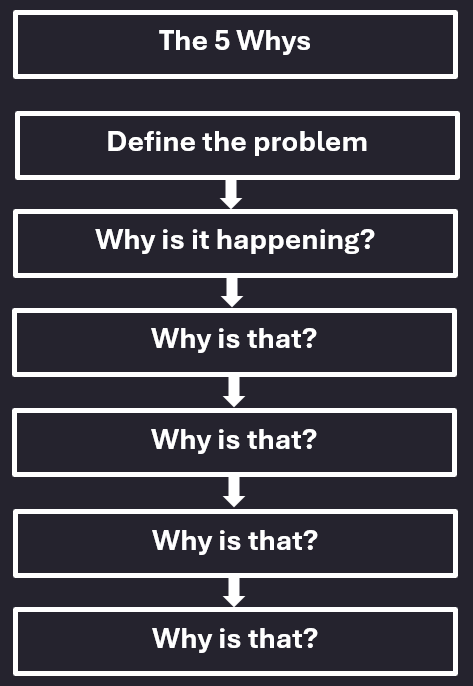 The 5 Whys
Define the problem
Why is it happening?
Why is that?
Why is that?
Why is that?
Why is that?